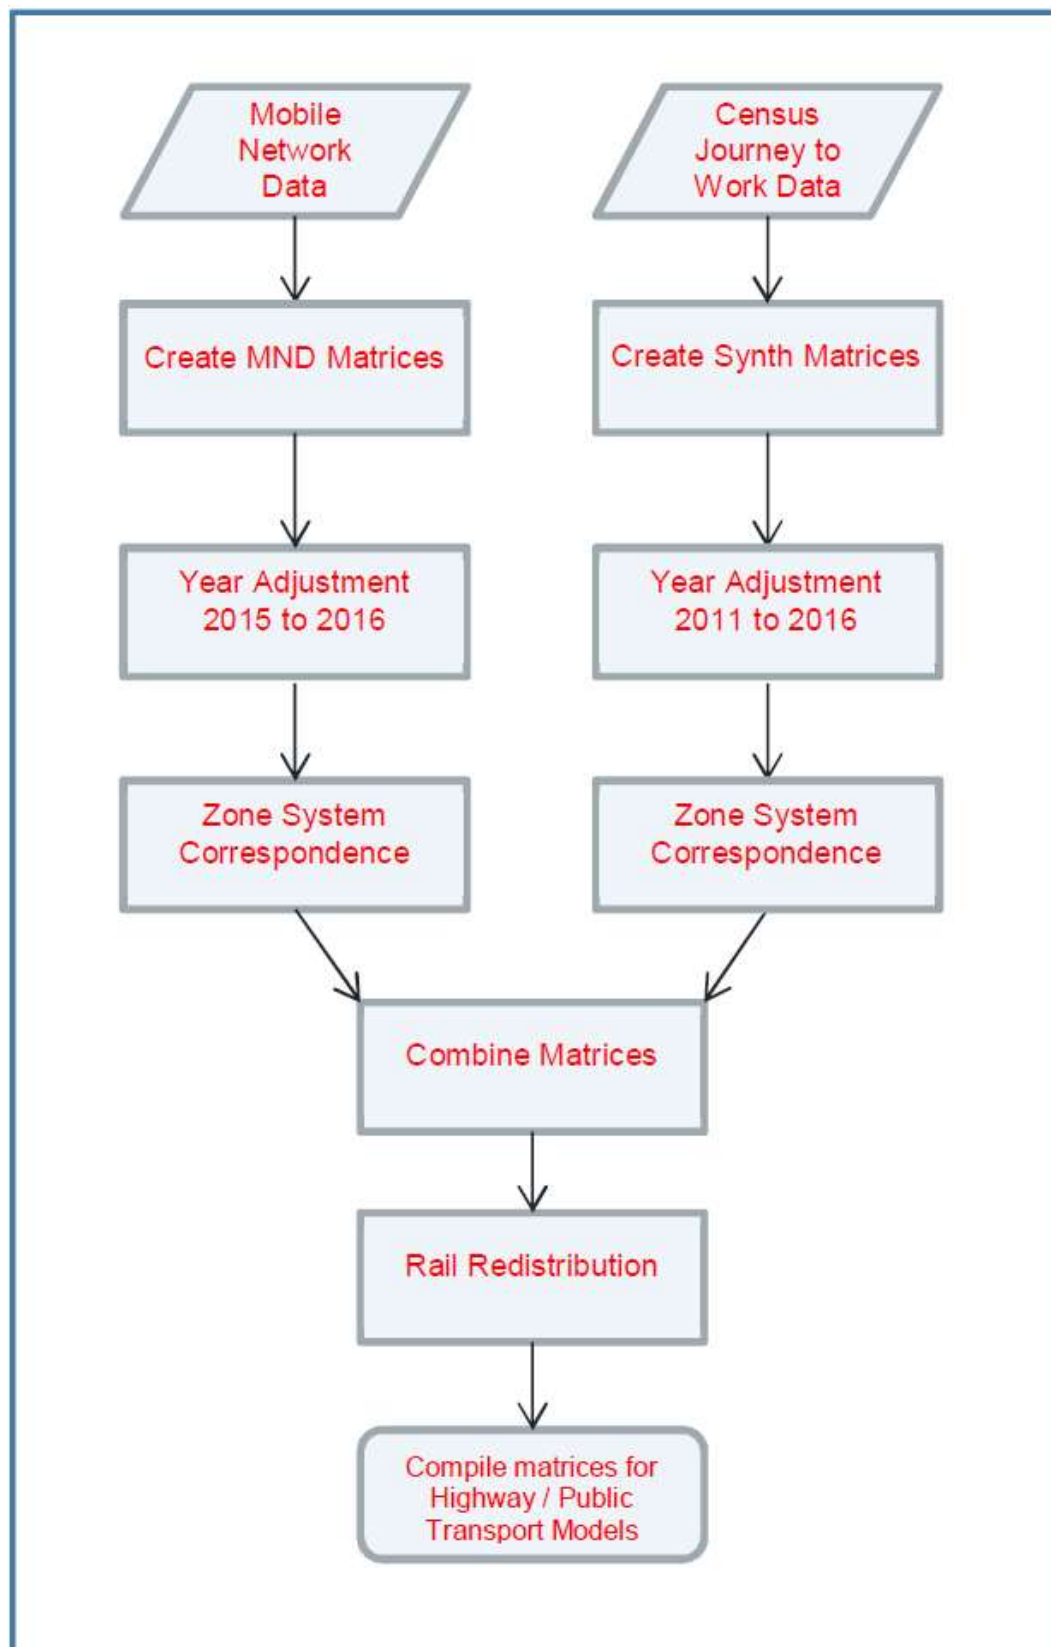 Mobile
Network
Data
Census
Journey to
Work Data
Create MND Matrices
Create Synth Matrices
Year Adjustment
2015 to 2016
Year Adjustment
2011 to 2016
Zone System
Correspondence
Zone System
Correspondence
Combine Matrices
Rail Redistribution
Compile matrices for
Highway / Public
Transport Models